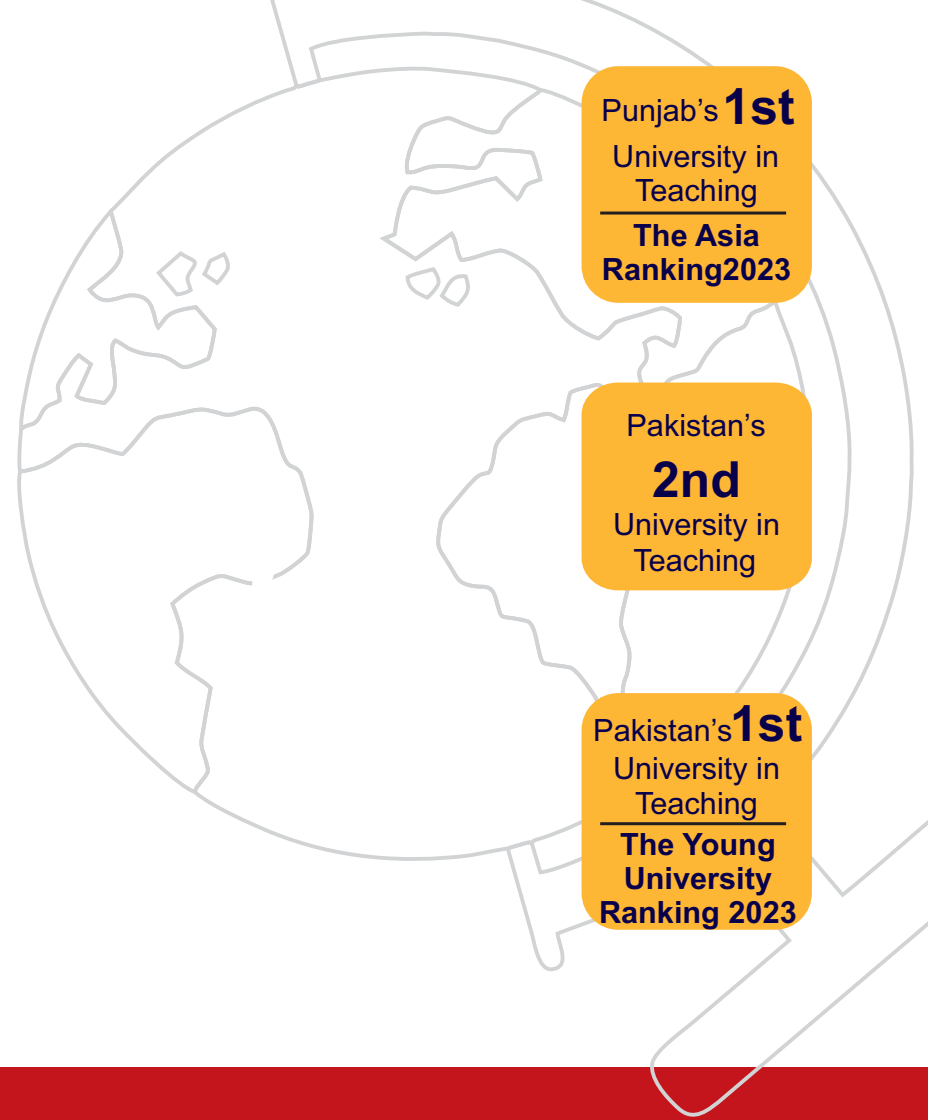 Punjab's 1st
University in
Teaching
The Asia
Ranking2023
Pakistan's
2nd
University in
Teaching
Pakistan's1st
University in
Teaching
The Young
University
Ranking 2023